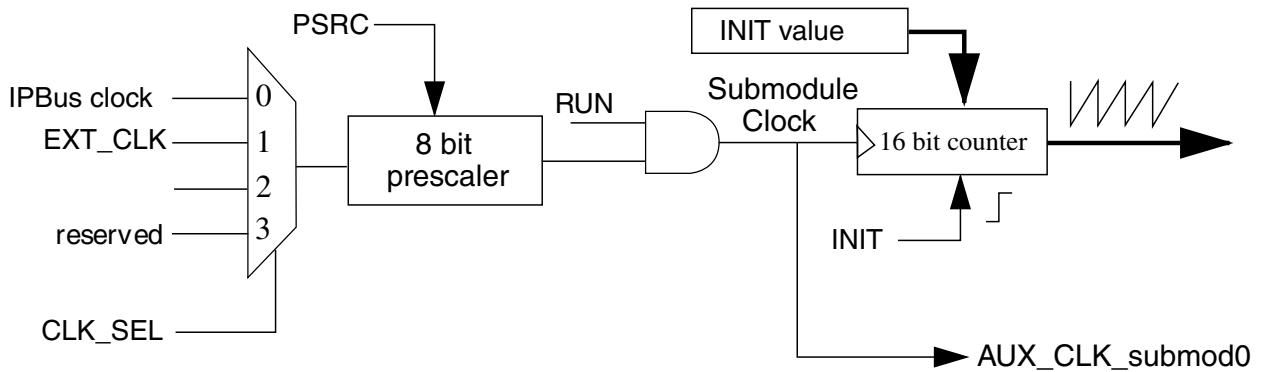 PSRC
INIT value
IPBus clock
0
EXT_CLK
1
2
reserved
3
8 bit
prescaler
RUN
Submodule
Clock
16 bit counter
INIT
CLK_SEL
AUX_CLK_submod0